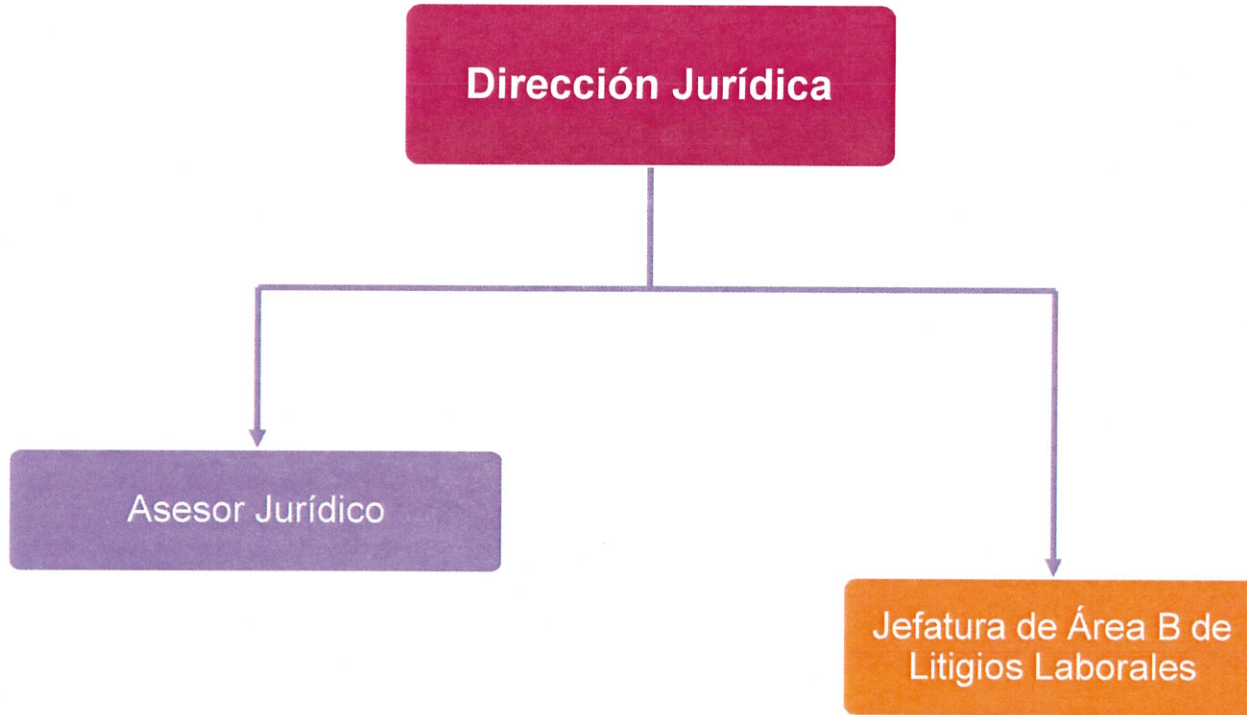 Dirección Jurídica
Asesor Jurídico
Jefatura de Área B de
Litigios Laborales